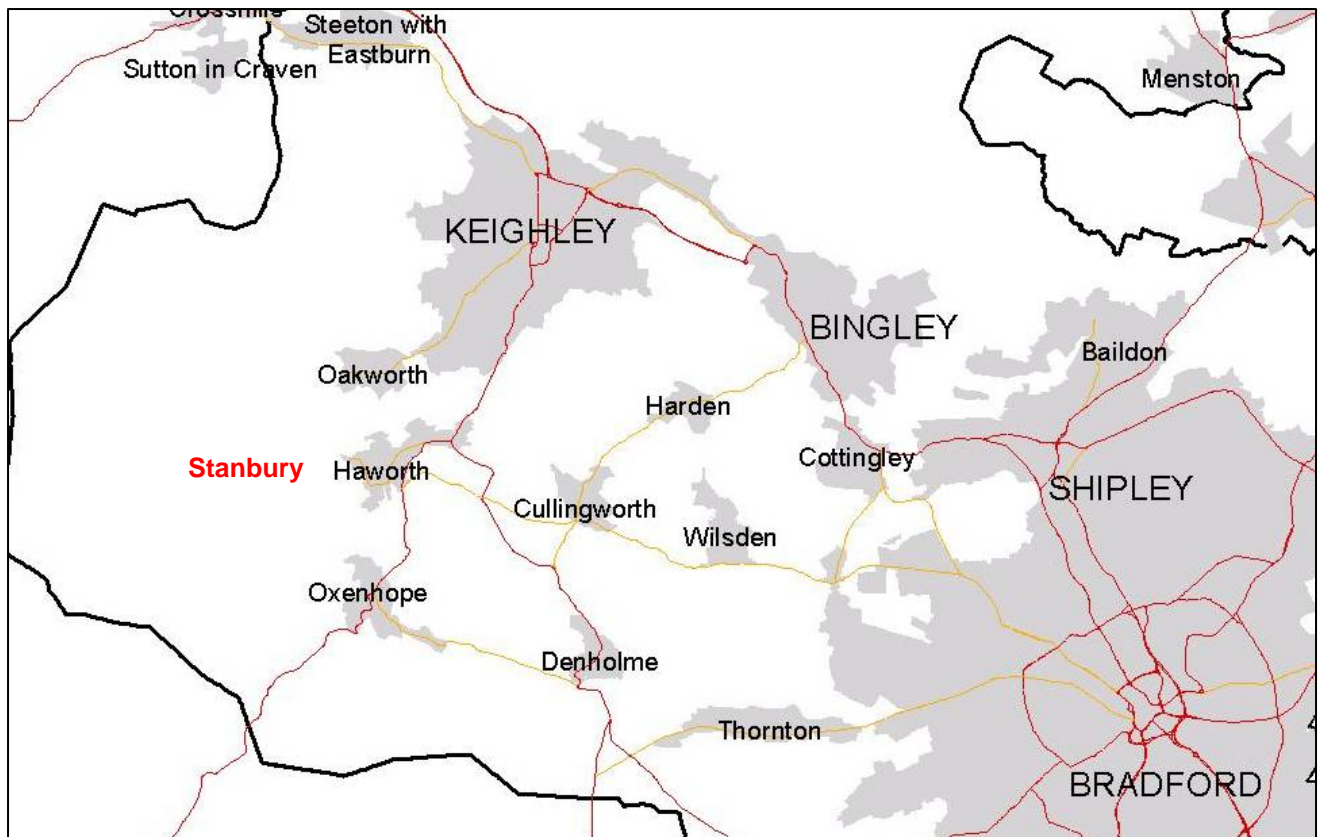 Steeton with
Eastburn
Sutton in Craven
Menston
KEIGHLEY
BINGLEY
Baildon
Oakworth
Harden
Stanbury
Haworth
Cottingley
SHIPLEY
Cullingworth
Wilsden
Oxenhope
Denholme
Thornton
BRADFORD